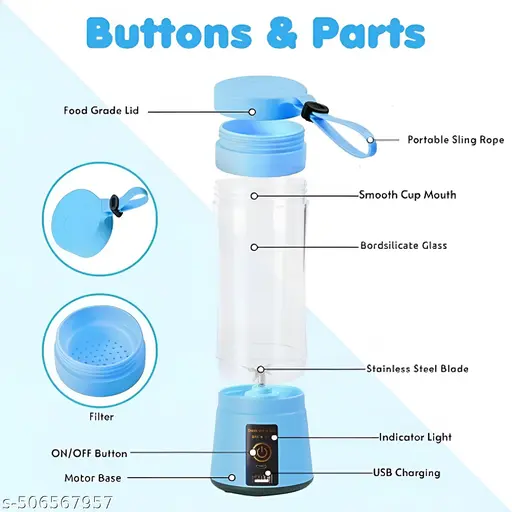 Buttons & Parts
Food Grade Lid
Portable Sling Rope
Smooth Cup Mouth
Bordsilicate Glass
Stainless Steel Blade
Filter
Indicator Light
ON/OFF Button
USB Charging
Motor Base
s-506567957